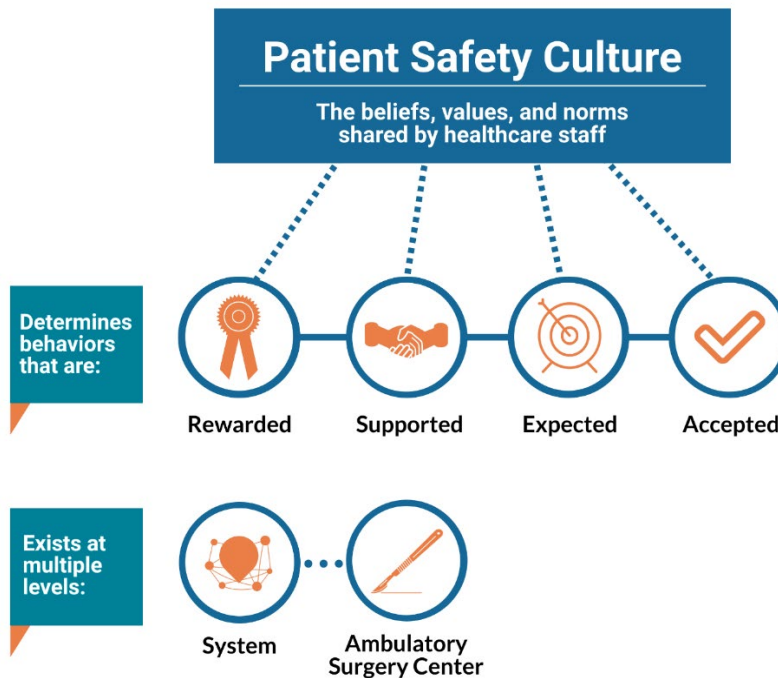 Patient Safety Culture
The beliefs, values, and norms
shared by healthcare staff
Determines
behaviors
that are:
Rewarded
Supported
Expected
Accepted
Exists at
multiple
levels:
System
Ambulatory
Surgery Center